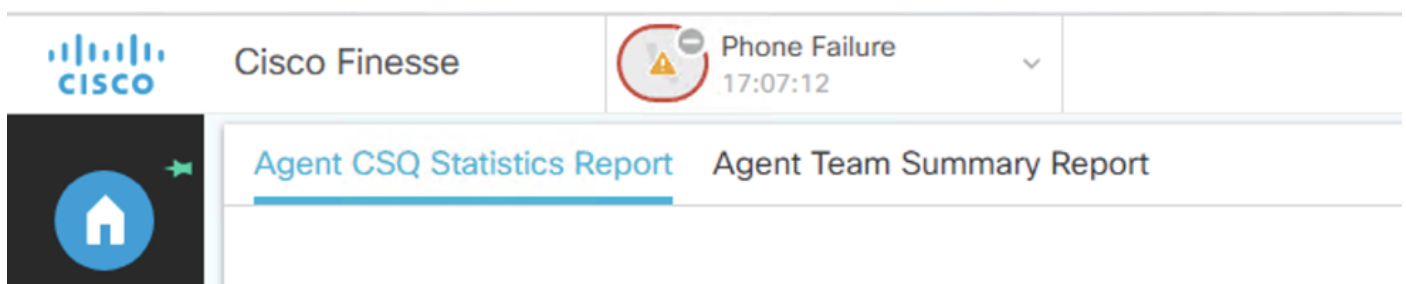 CISCO
Cisco Finesse
Phone Failure
17:07:12
Agent CSQ Statistics Report
Agent Team Summary Report